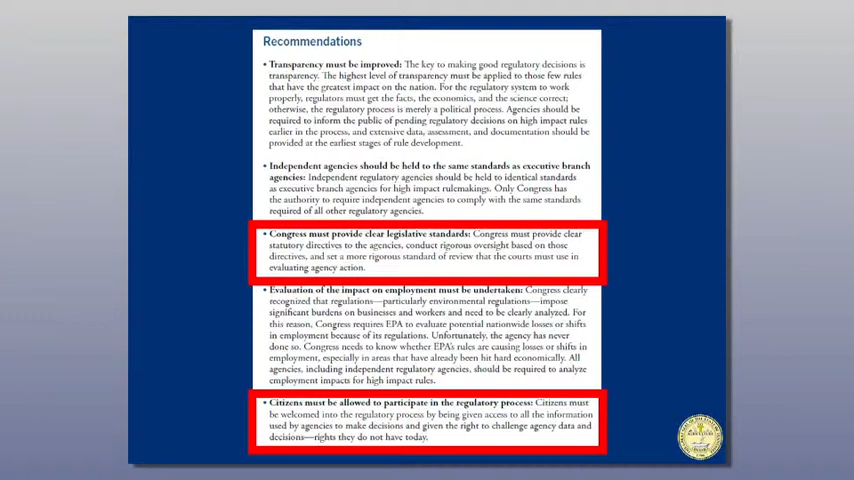 Recommendations
• Transparency must be improved: The key to making good regulatory decisions is
transparency. The highest level of transparency must be applied to those few rules
that have the greatest impact on the nation. For the regulatory system to work
properly, regulators must get the facts, the economics, and the science correct;
otherwise, the regulatory process is merely a political process. Agencies should be
required to inform the public of pending regulatory decisions on high impact rules
earlier in the process, and extensive data, assessment, and documentation should be
provided at the earliest stages of rule development.
• Independent agencies should be held to the same standards as executive branch
agencies: Independent regulatory agencies should be held to identical standards
as executive branch agencies for high impact rulemakings. Only Congress has
the authority to require independent agencies to comply with the same standards
required of all other regulatory agencies.
• Congress must provide clear legislative standards: Congress must provide clear
statutory directives to the agencies, conduct rigorous oversight based on those
directives, and set a more rigorous standard of review that the courts must use in
evaluating agency action.
• Evaluation of the impact on employment must be undertaken: Congress clearly
recognized that regulations—particularly environmental regulations—impose
significant burdens on businesses and workers and need to be clearly analyzed. For
this reason, Congress requires EPA to evaluate potential nationwide losses or shifts
in employment because of its regulations. Unfortunately, the agency has never
done so. Congress needs to know whether EPA's rules are causing losses or shifts in
employment, especially in areas that have already been hit hard economically. All
agencies, including independent regulatory agencies, should be required to analyze
employment impacts for high impact rules.
• Citizens must be allowed to participate in the regulatory process: Citizens must
be welcomed into the regulatory process by being given access to all the information
used by agencies to make decisions and given the right to challenge agency data and
decisions—rights they do not have today.